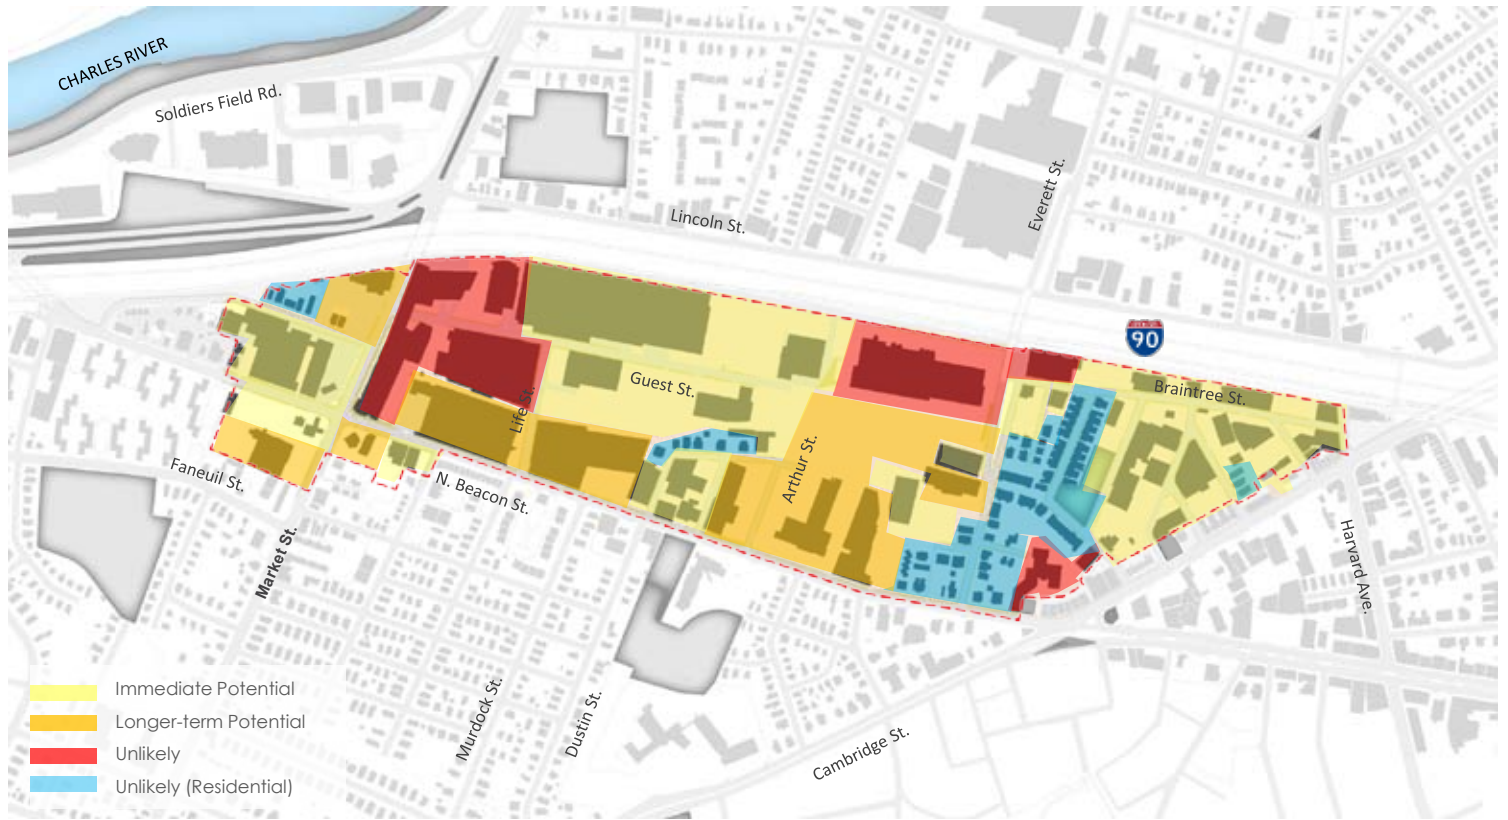 CHARLES RIVER
Soldiers Field Rd.
Lincoln St.
Everett St.
90
Guest St.
Braintree St.
Life St.
Arthur St.
Faneuil St.
N. Beacon St.
Market St.
Harvard Ave.
Murdock St.
Dustin St.
Cambridge St.
Immediate Potential
Longer-term Potential
Unlikely
Unlikely (Residential)